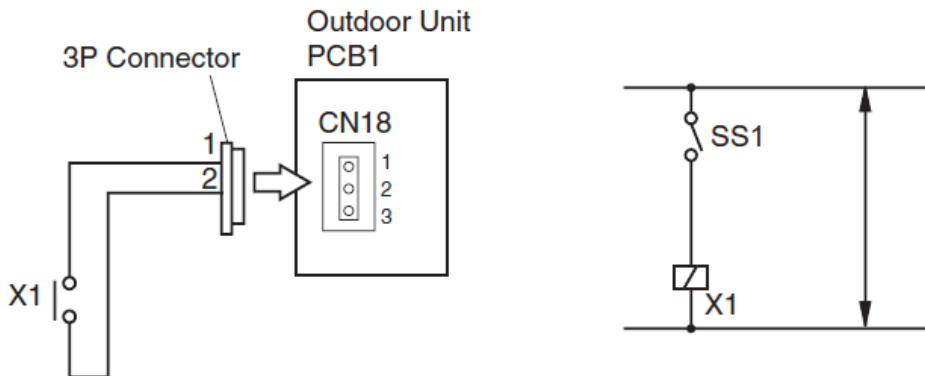 Outdoor Unit
PCB1
3P Connector
CN18
1
2
1
2
3
X1
SS1
X1